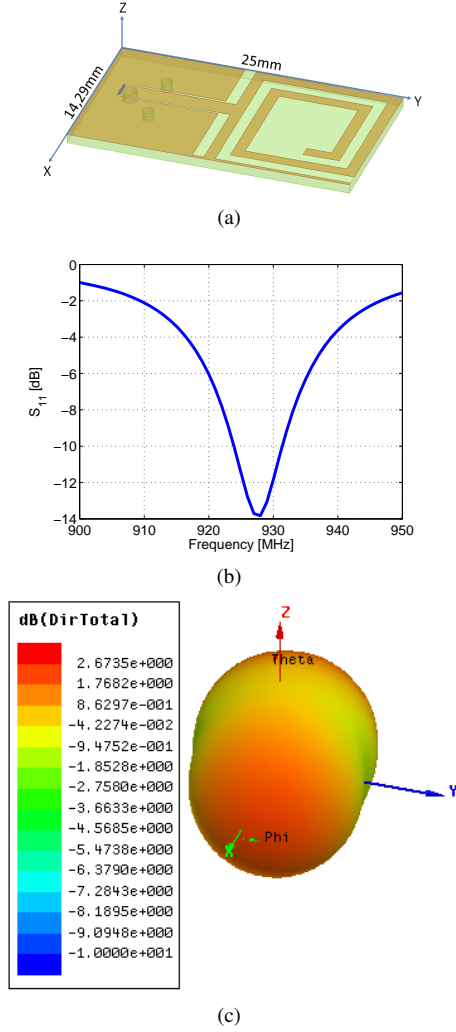 Z
25mm
14,29mm
Y
X
(a)
0
−2
−4
−6
−8
−10
−12
−14
S11 [dB]
900 910 920 930 940 950
Frequency [MHz]
(b)
dB(DirTotal)
2.6735e+000
1.7682e+000
8.6297e-001
-4.2274e-002
-9.4752e-001
-1.8528e+000
-2.7580e+000
-3.6633e+000
-4.5685e+000
-5.4738e+000
-6.3790e+000
-7.2843e+000
-8.1895e+000
-9.0948e+000
-1.0000e+001
Z
Theta
Y
Phi
X
(c)